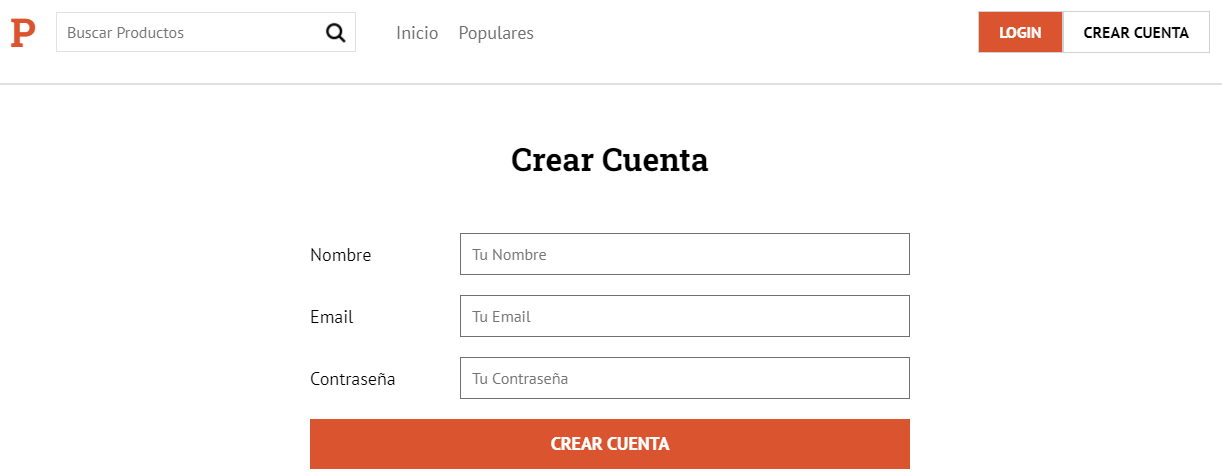 P Buscar Productos Inicio Populares LOGIN CREAR CUENTA
Crear Cuenta
Nombre Tu Nombre
Email Tu Email
Contraseña Tu Contraseña
CREAR CUENTA